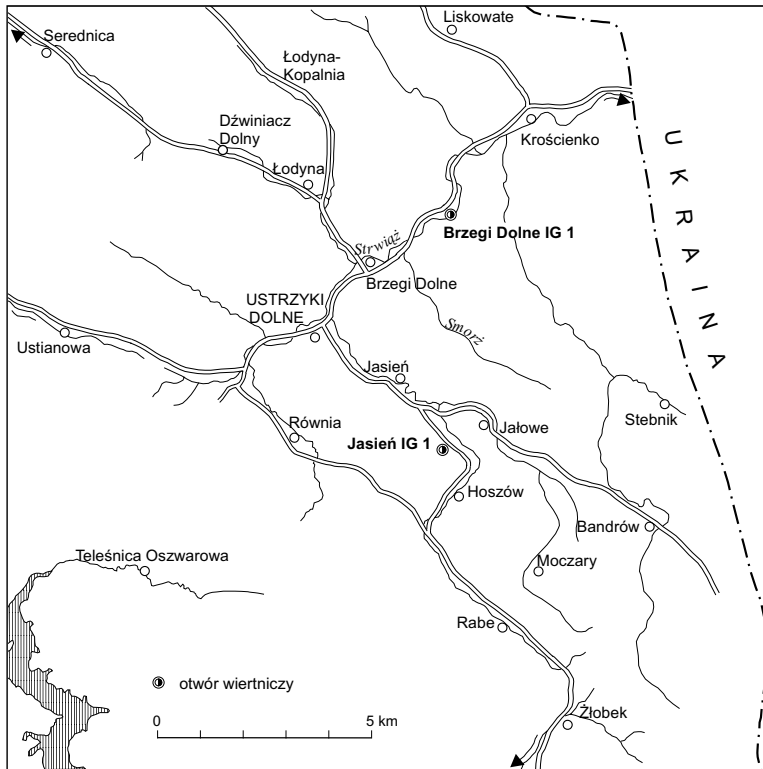 Liskowate
Serednica
Łodyna-
Kopalnia
Dźwiniacz
Dolny
Krościenko
Łodyna
UKRAINA
Brzegi Dolne IG 1
Strwiąż
Brzegi Dolne
USTRZYKI
DOLNE
Smorż
Ustianowa
Jasień
Stebnik
Równia
Jałowe
Jasień IG 1
Hoszów
Bandrów
Teleśnica Oszwarowa
Moczary
Rabe
otwór wiertniczy
Żłobek
0 5 km